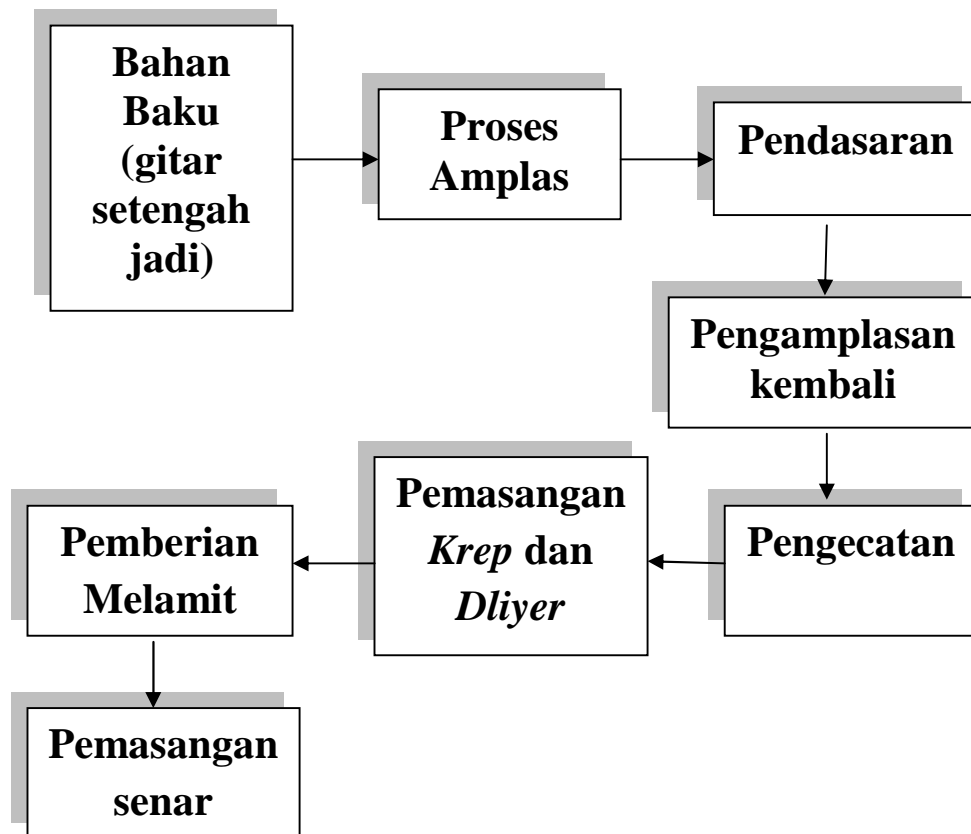 Bahan
Baku
(gitar
setengah
jadi)
Proses
Amplas
Pendasaran
Pengamplasan
kembali
Pengecatan
Pemasangan
Krep dan
Dliyer
Pemberian
Melamit
Pemasangan
senar